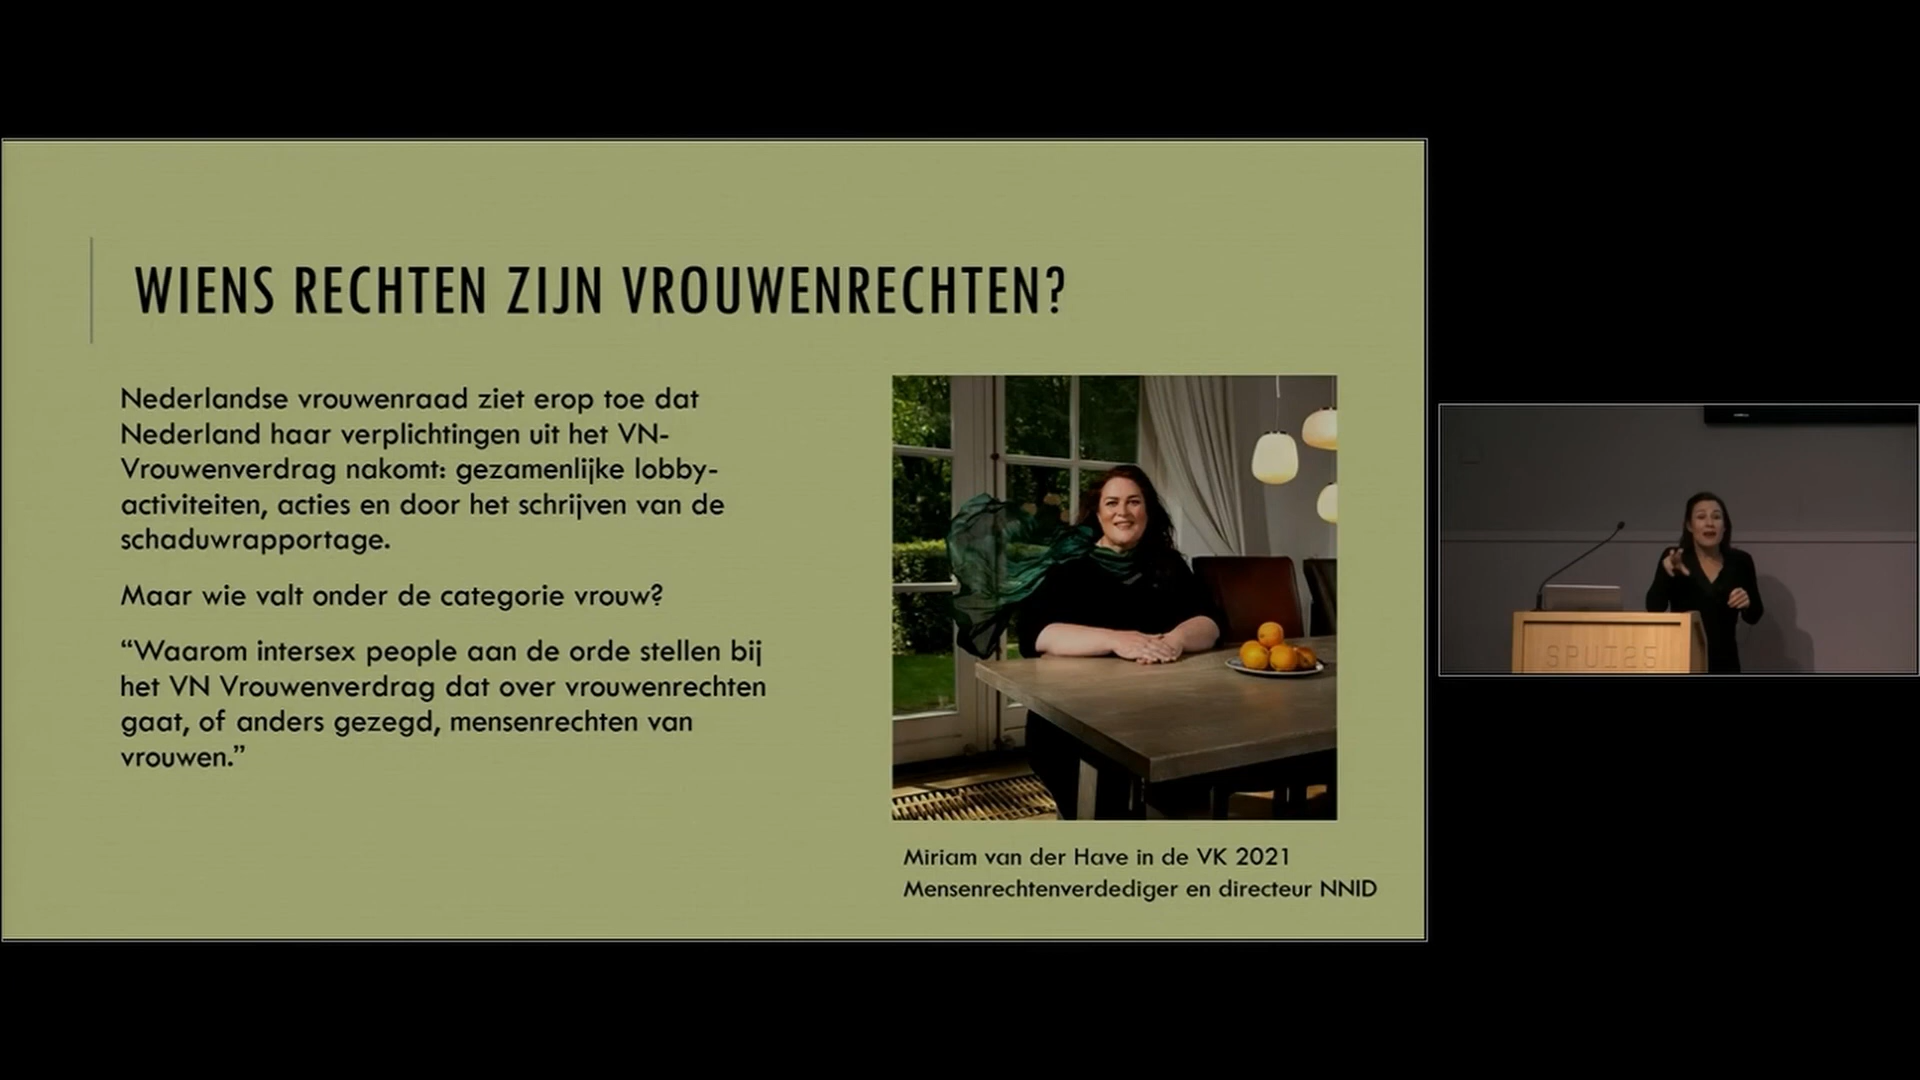 WIENS RECHTEN ZIJN VROUWENRECHTEN?
Nederlandse vrouwenraad ziet erop toe dat
Nederland haar verplichtingen uit het VN-
Vrouwenverdrag nakomt: gezamenlijke lobby-
activiteiten, acties en door het schrijven van de
schaduwrapportage.
Maar wie valt onder de categorie vrouw?
“Waarom intersex people aan de orde stellen bij
het VN Vrouwenverdrag dat over vrouwenrechten
gaat, of anders gezegd, mensenrechten van
vrouwen.”
Miriam van der Have in de VK 2021
Mensenrechtenverdediger en directeur NNID
SPUI25